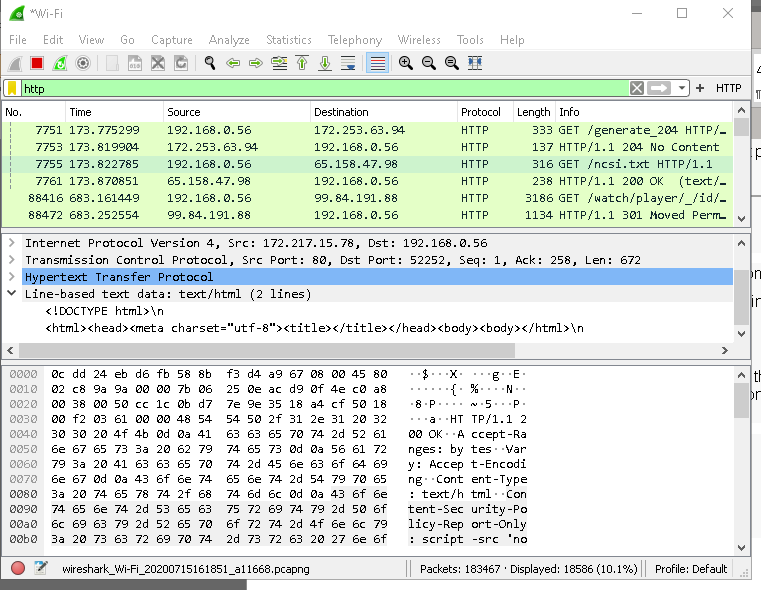 *Wi-Fi
File Edit View Go Capture Analyze Statistics Telephony Wireless Tools Help
http HTTP
No. Time Source Destination Protocol Length Info
7751 173.775299 192.168.0.56 172.253.63.94 HTTP 333 GET /generate_204 HTTP/…
7753 173.819904 172.253.63.94 192.168.0.56 HTTP 137 HTTP/1.1 204 No Content
7755 173.822785 192.168.0.56 65.158.47.98 HTTP 316 GET /ncsi.txt HTTP/1.1
7761 173.870851 65.158.47.98 192.168.0.56 HTTP 238 HTTP/1.1 200 OK (text/…
88416 683.161449 192.168.0.56 99.84.191.88 HTTP 3186 GET /watch/player/_/id/…
88472 683.252554 99.84.191.88 192.168.0.56 HTTP 1134 HTTP/1.1 301 Moved Perm…
Internet Protocol Version 4, Src: 172.217.15.78, Dst: 192.168.0.56
Transmission Control Protocol, Src Port: 80, Dst Port: 52252, Seq: 1, Ack: 258, Len: 672
Hypertext Transfer Protocol
Line-based text data: text/html (2 lines)
<!DOCTYPE html>\n
<html><head><meta charset="utf-8"><title></title></head><body><body></html>\n
0000 0c dd 24 eb d6 fb 58 8b f3 d4 a9 67 08 00 45 80 ··$···X· ···g··E·
0010 02 c8 9a 9a 00 00 7b 06 25 0e ac d9 0f 4e c0 a8 ······{· %····N··
0020 00 38 00 50 cc 1c 0b d7 7e 9e 35 18 a4 cf 50 18 ·8·P···· ~·5···P·
0030 00 f2 03 61 00 00 48 54 54 50 2f 31 2e 31 20 32 ···a··HT TP/1.1 2
0040 30 30 20 4f 4b 0d 0a 41 63 63 65 70 74 2d 52 61 00 OK··A ccept-Ra
0050 6e 67 65 73 3a 20 62 79 74 65 73 0d 0a 56 61 72 nges: by tes··Var
0060 79 3a 20 41 63 63 65 70 74 2d 45 6e 63 6f 64 69 y: Accep t-Encodi
0070 6e 67 0d 0a 43 6f 6e 74 65 6e 74 2d 54 79 70 65 ng··Cont ent-Type
0080 3a 20 74 65 78 74 2f 68 74 6d 6c 0d 0a 43 6f 6e : text/h tml··Con
0090 74 65 6e 74 2d 53 65 63 75 72 69 74 79 2d 50 6f tent-Sec urity-Po
00a0 6c 69 63 79 2d 52 65 70 6f 72 74 2d 4f 6e 6c 79 licy-Rep ort-Only
00b0 3a 20 73 63 72 69 70 74 2d 73 72 63 20 27 6e 6f : script -src 'no
wireshark_Wi-Fi_20200715161851_a11668.pcapng Packets: 183467 · Displayed: 18586 (10.1%) Profile: Default